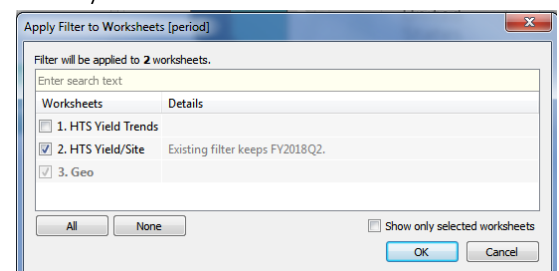 Apply Filter to Worksheets [period]
Filter will be applied to 2 worksheets.
Enter search text
Worksheets Details
1. HTS Yield Trends
2. HTS Yield/Site Existing filter keeps FY2018Q2.
3. Geo
All None Show only selected worksheets
OK Cancel